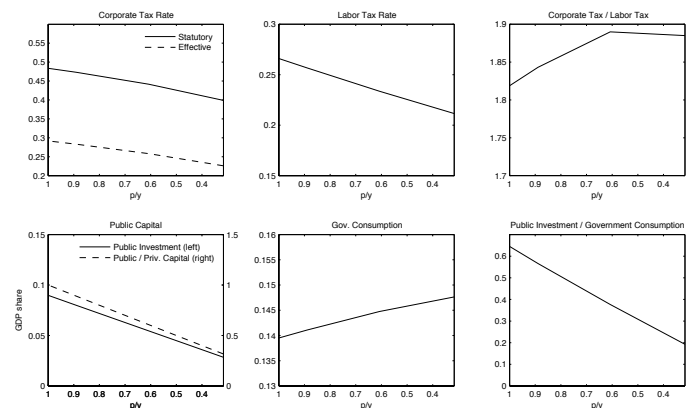 Corporate Tax Rate
Statutory
Effective
0.55
0.5
0.45
0.4
0.35
0.3
0.25
0.2
1 0.9 0.8 0.7 0.6 0.5 0.4
p/y
Labor Tax Rate
0.3
0.25
0.2
0.15
1 0.9 0.8 0.7 0.6 0.5 0.4
p/y
Corporate Tax / Labor Tax
1.9
1.85
1.8
1.75
1.7
1 0.9 0.8 0.7 0.6 0.5 0.4
p/y
Public Capital
Public Investment (left)
Public / Priv. Capital (right)
GDP share
0.15
0.1
0.05
0
1.5
1
0.5
0
1 0.9 0.8 0.7 0.6 0.5 0.4
p/y
Gov. Consumption
0.16
0.155
0.15
0.145
0.14
0.135
0.13
1 0.9 0.8 0.7 0.6 0.5 0.4
p/y
Public Investment / Government Consumption
0.6
0.5
0.4
0.3
0.2
0.1
0
1 0.9 0.8 0.7 0.6 0.5 0.4
p/y